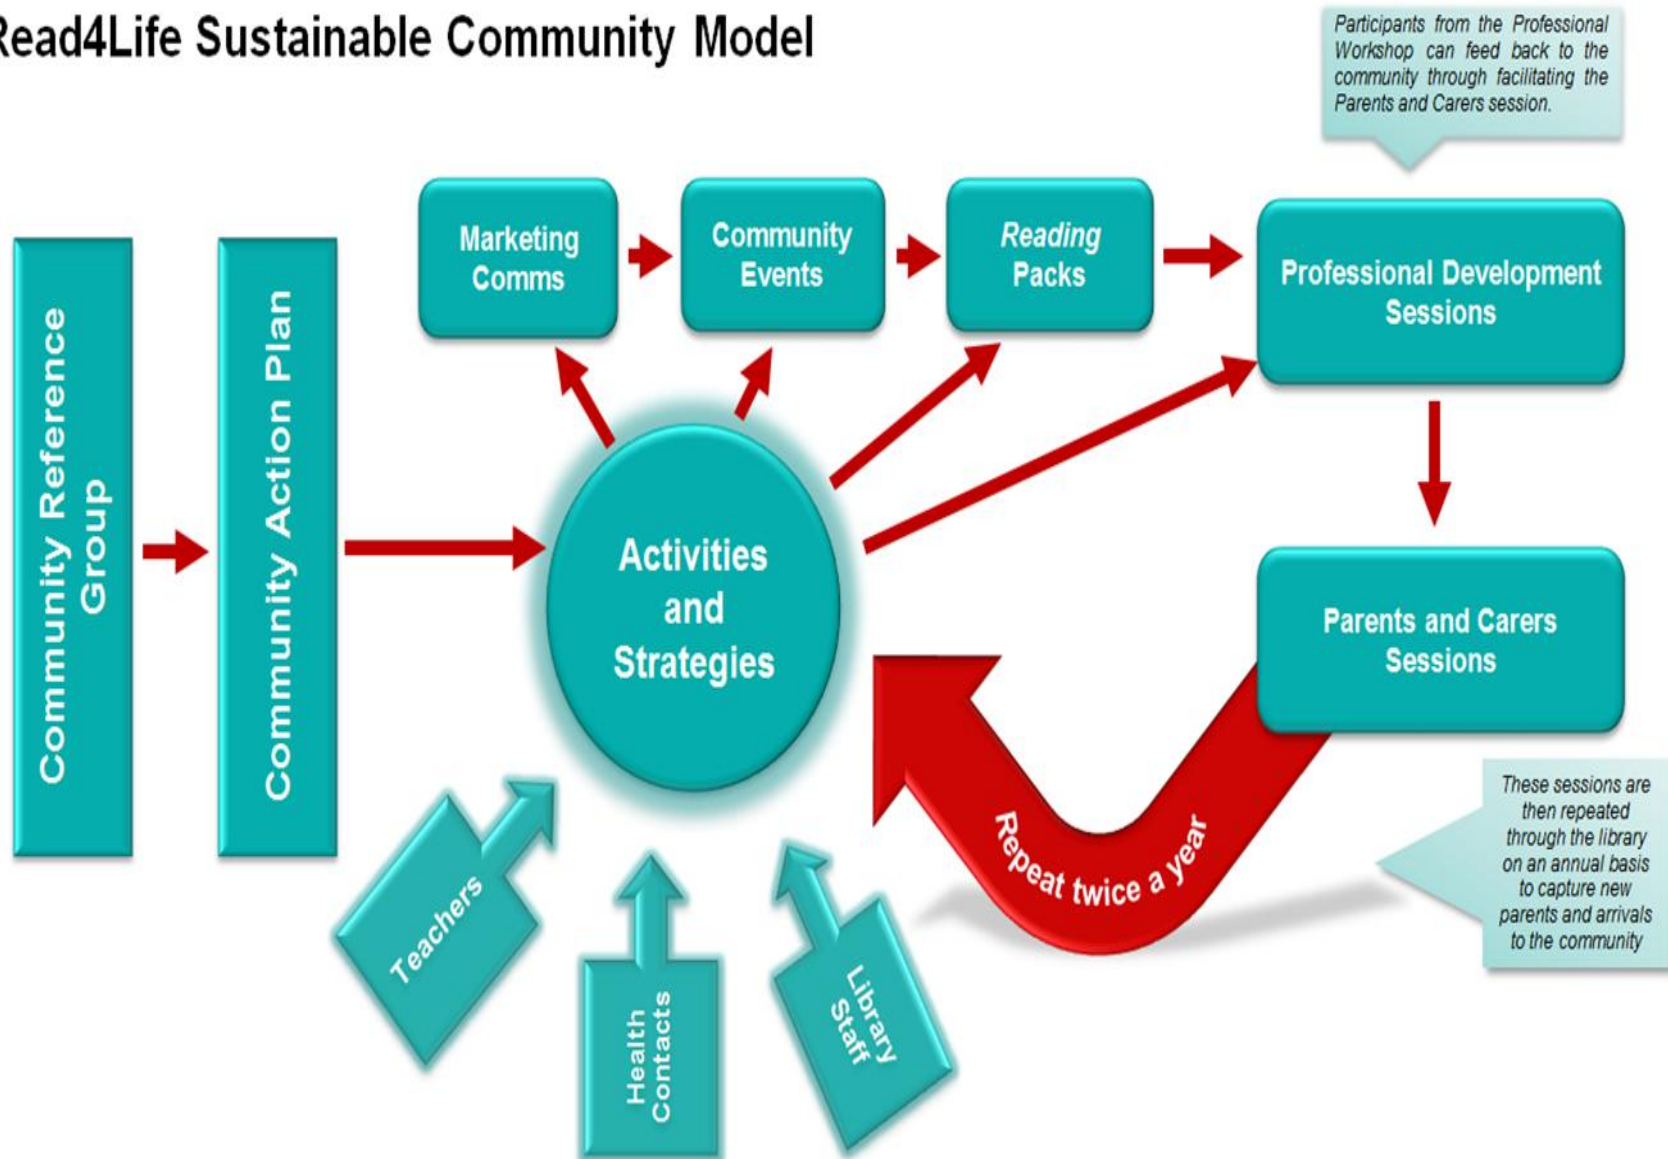 Read4Life Sustainable Community Model
Participants from the Professional
Workshop can feed back to the
community through facilitating the
Parents and Carers session.
Marketing
Comms
Community
Events
Reading
Packs
Professional Development
Sessions
Community Reference
Group
Community Action Plan
Activities
and
Strategies
Parents and Carers
Sessions
Repeat twice a year
These sessions are
then repeated
through the library
on an annual basis
to capture new
parents and arrivals
to the community
Teachers
Health
Contacts
Library
Staff